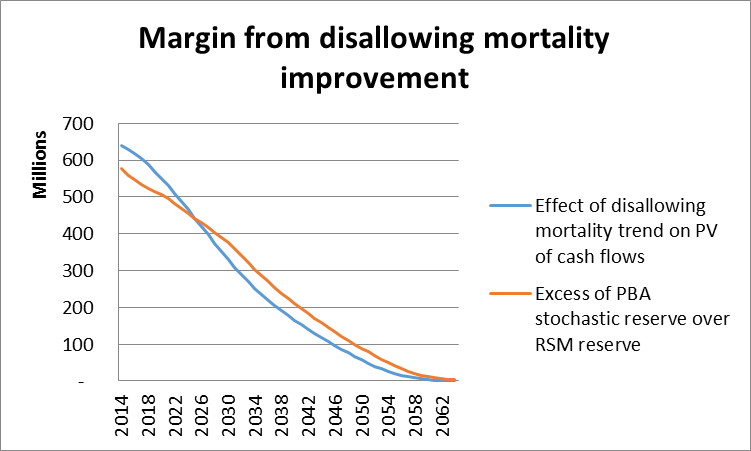 Margin from disallowing mortality
improvement
Millions
700
600
500
400
300
200
100
-
2014
2018
2022
2026
2030
2034
2038
2042
2046
2050
2054
2058
2062
Effect of disallowing
mortality trend on PV
of cash flows
Excess of PBA
stochastic reserve over
RSM reserve